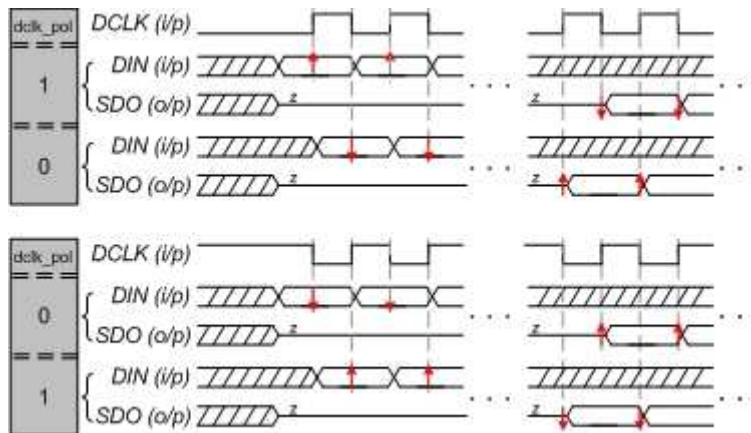 dclk_pol DCLK (i/p)
1 DIN (i/p) . . .
SDO (o/p) z z . . .
0 DIN (i/p) . . .
SDO (o/p) z z . . .
dclk_pol DCLK (i/p)
0 DIN (i/p) . . .
SDO (o/p) z z . . .
1 DIN (i/p) . . .
SDO (o/p) z z . . .